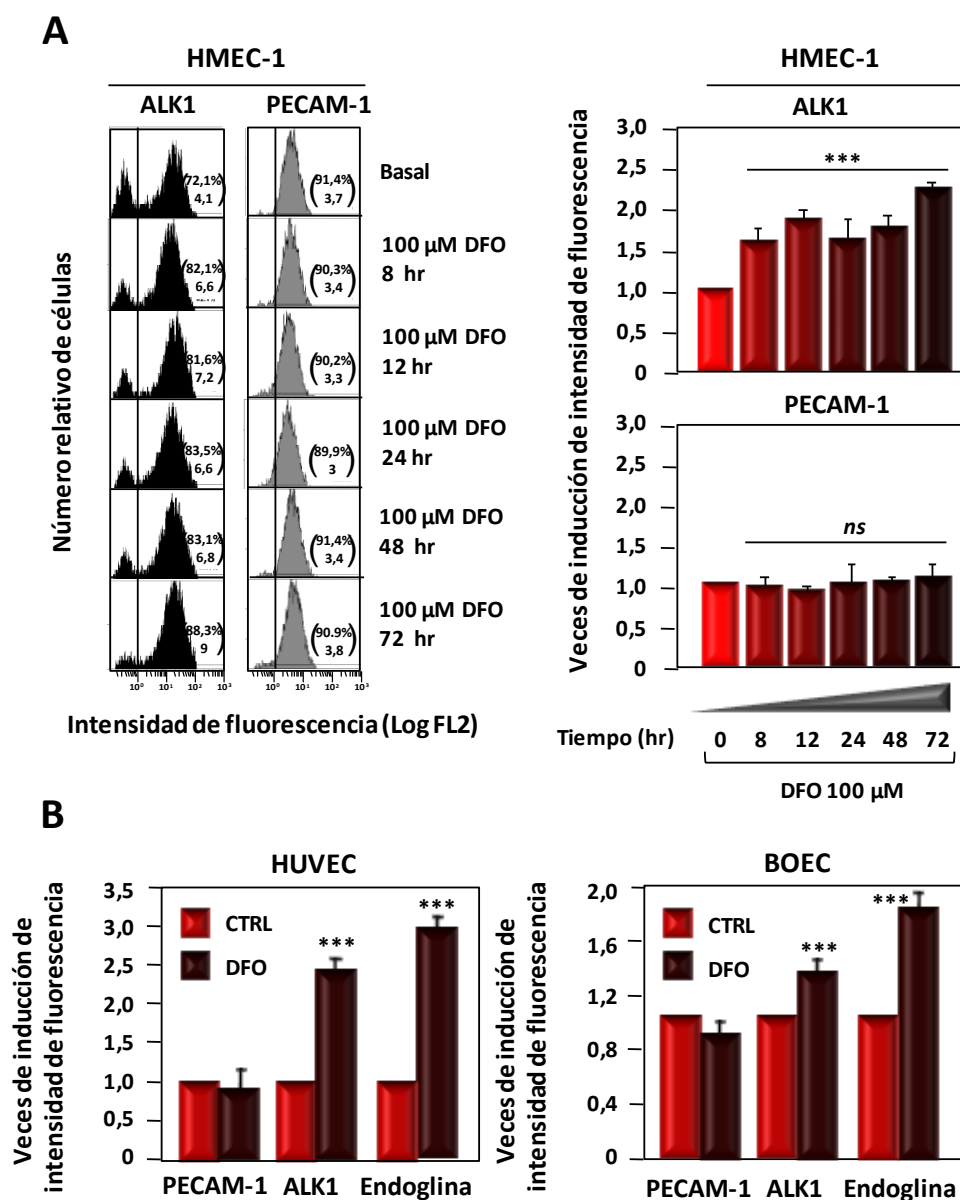 A
HMEC-1
ALK1
PECAM-1
Número relativo de células
(72,1%
4,1)
(91,4%
3,7)
Basal
(82,1%
6,6)
(90,3%
3,4)
100 µM DFO
8 hr
(81,6%
7,2)
(90,2%
3,3)
100 µM DFO
12 hr
(83,5%
6,6)
(89,9%
3)
100 µM DFO
24 hr
(83,1%
6,8)
(91,4%
3,4)
100 µM DFO
48 hr
(88,3%
9)
(90.9%
3,8)
100 µM DFO
72 hr
10⁰ 10¹ 10² 10³
10⁰ 10¹ 10² 10³
Intensidad de fluorescencia (Log FL2)
HMEC-1
ALK1
Veces de inducción de intensidad de fluorescencia
3,0
2,5
2,0
1,5
1,0
0,5
0
***
PECAM-1
3,0
2,5
2,0
1,5
1,0
0,5
0
ns
Tiempo (hr) 0 8 12 24 48 72
DFO 100 µM
B
HUVEC
Veces de inducción de
intensidad de fluorescencia
3,5
3,0
2,5
2,0
1,5
1,0
0,5
0
CTRL
DFO
***
***
PECAM-1 ALK1 Endoglina
BOEC
Veces de inducción de
intensidad de fluorescencia
2,0
1,6
1,2
0,8
0,4
0
CTRL
DFO
***
***
PECAM-1 ALK1 Endoglina